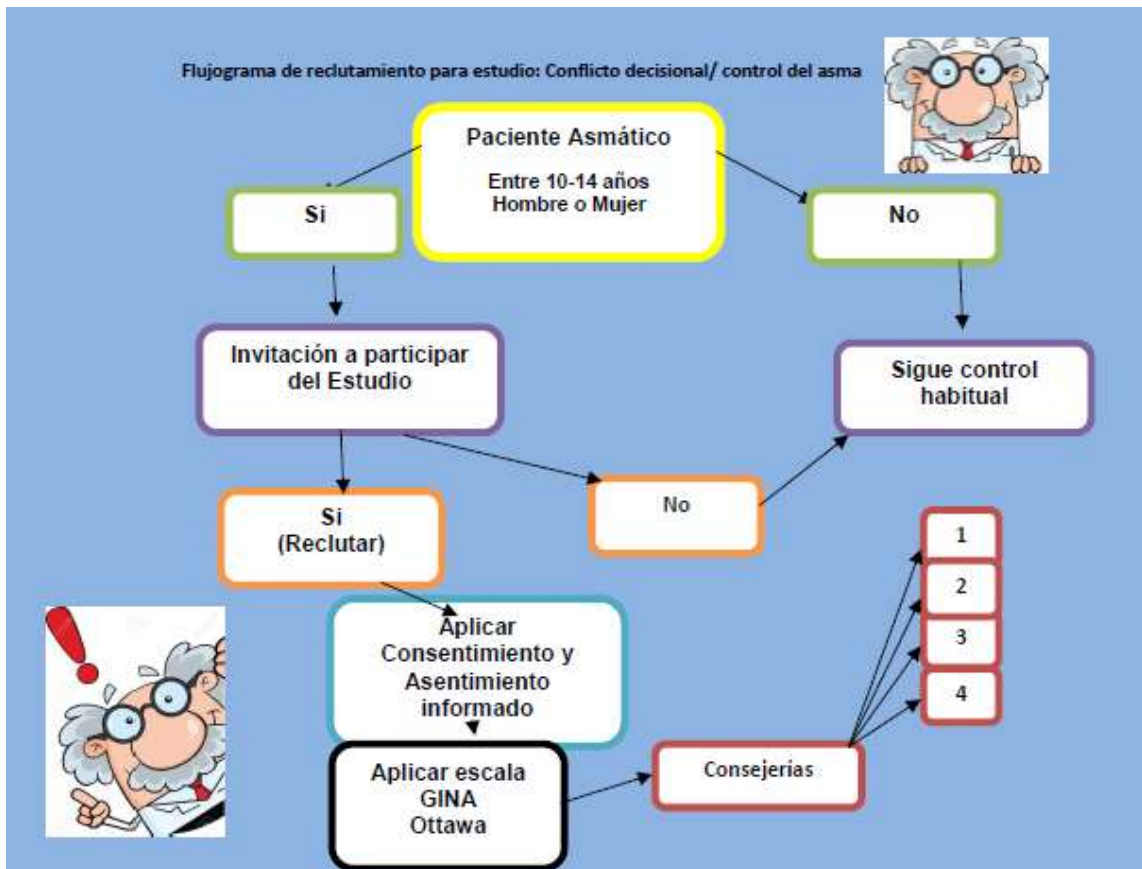 Flujograma de reclutamiento para estudio: Conflicto decisional/ control del asma
Paciente Asmático
Entre 10-14 años
Hombre o Mujer
Si
No
Invitación a participar
del Estudio
Sigue control
habitual
Si
(Reclutar)
No
Aplicar
Consentimiento y
Asentimiento
informado
Aplicar escala
GINA
Ottawa
Consejerias
1
2
3
4